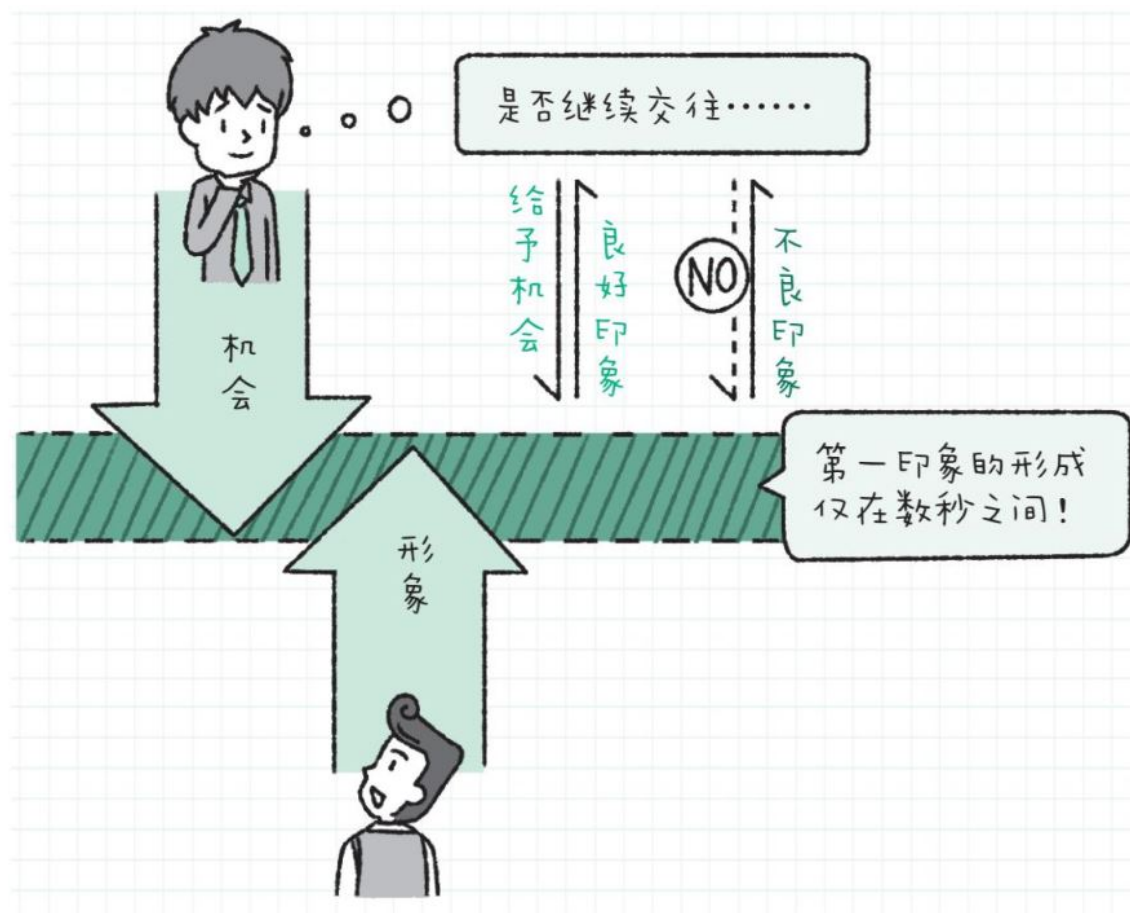 是否继续交往……
给予机会
良好印象
NO
不良印象
机会
第一印象的形成
仅在数秒之间！
形象